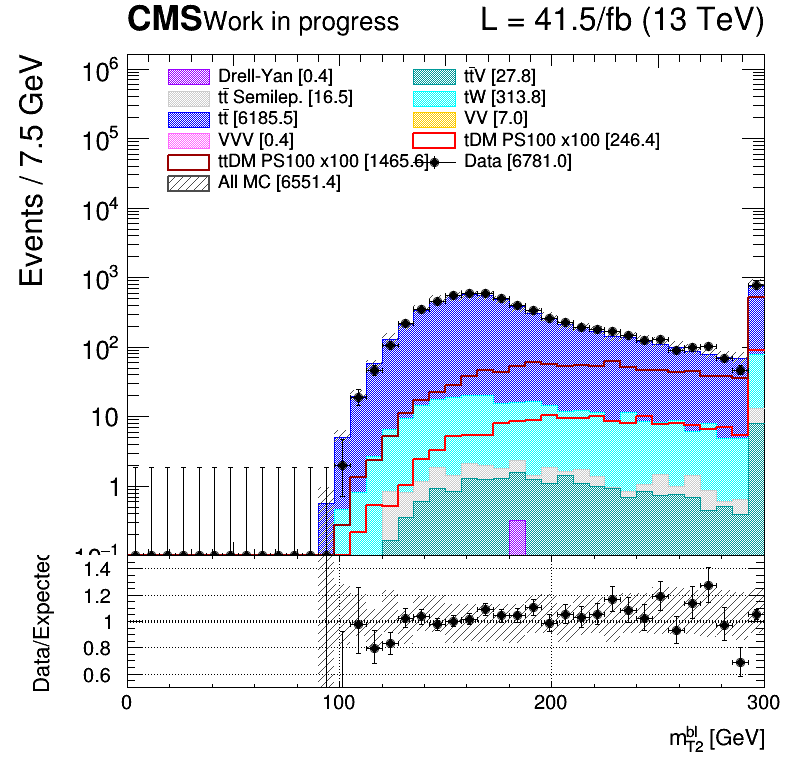 CMS Work in progress L = 41.5/fb (13 TeV)
Events / 7.5 GeV
10⁶
10⁵
10⁴
10³
10²
10
1
10⁻¹
Drell-Yan [0.4] tt̄V [27.8]
tt̄ Semilep. [16.5] tW [313.8]
tt̄ [6185.5] VV [7.0]
VVV [0.4] tDM PS100 x100 [246.4]
ttDM PS100 x100 [1465.6] Data [6781.0]
All MC [6551.4]
Data/Expected
1.4
1.2
1
0.8
0.6
0 100 200 300
m_{T2}^{bl} [GeV]